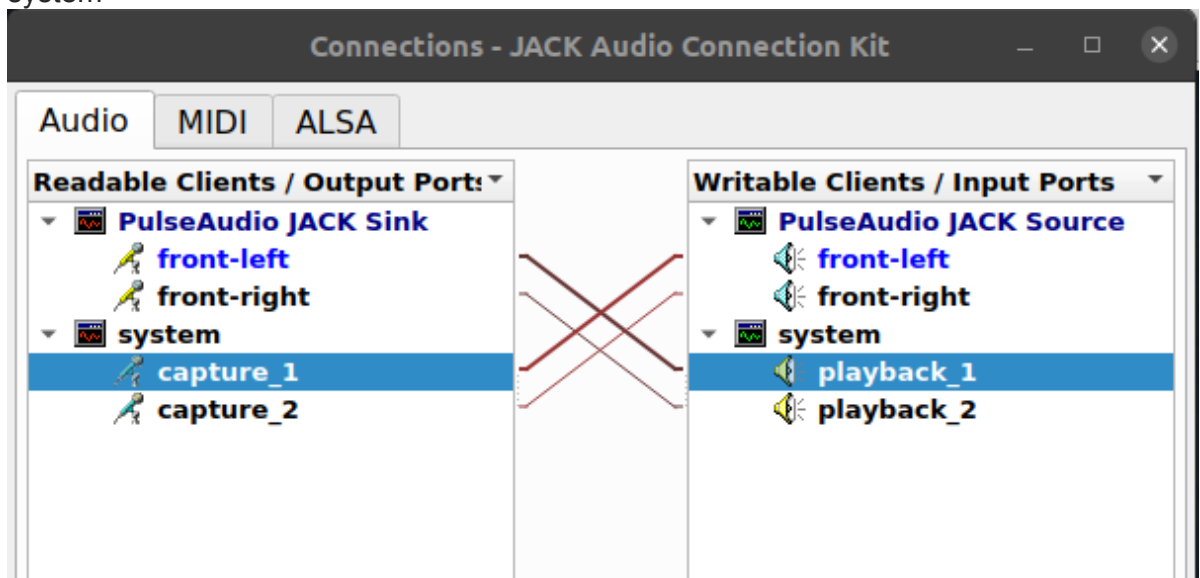 system
Connections - JACK Audio Connection Kit
Audio MIDI ALSA
Readable Clients / Output Ports
PulseAudio JACK Sink
front-left
front-right
system
capture_1
capture_2
Writable Clients / Input Ports
PulseAudio JACK Source
front-left
front-right
system
playback_1
playback_2